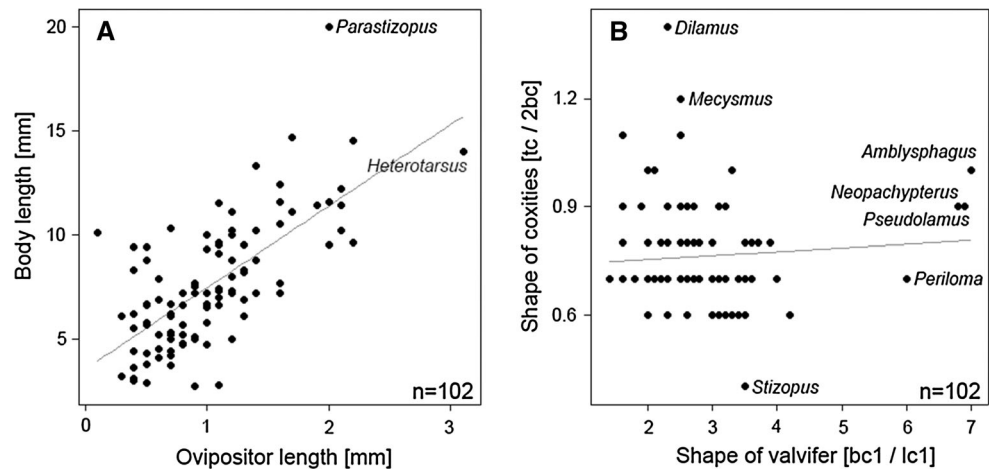 A
Parastizopus
Heterotarsus
n=102
20
15
10
5
0
1
2
3
Body length [mm]
Ovipositor length [mm]
B
Dilamus
Mecysmus
Amblysphagus
Neopachypterus
Pseudolamus
Periloma
Stizopus
n=102
1.2
0.9
0.6
2
3
4
5
6
7
Shape of coxities [tc / 2bc]
Shape of valvifer [bc1 / lc1]